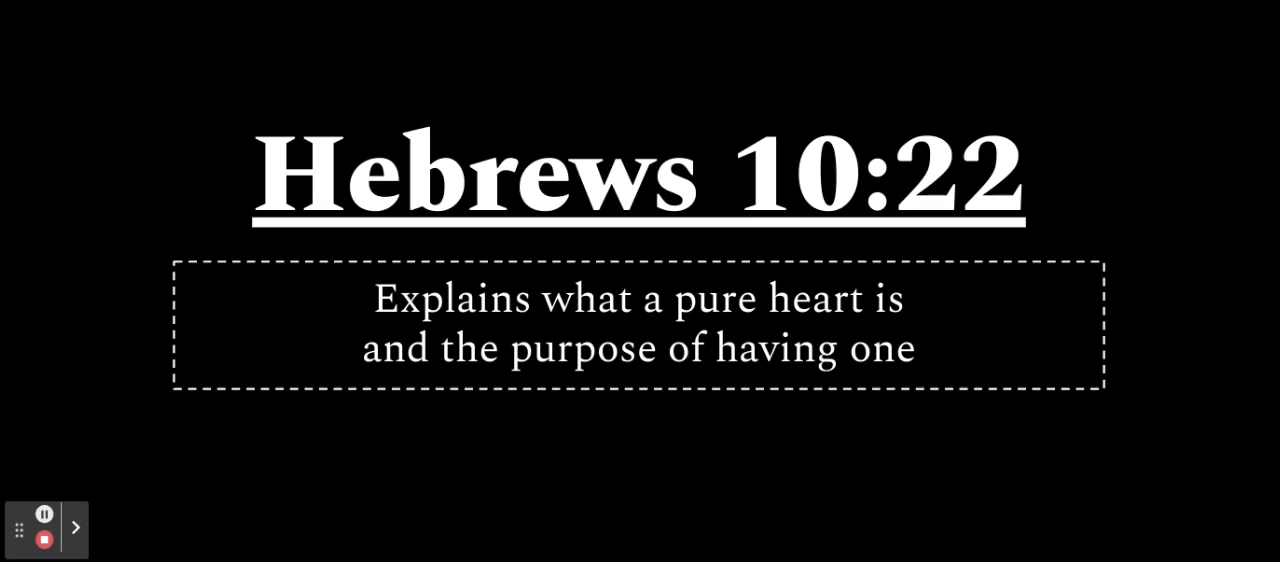 Hebrews 10:22
Explains what a pure heart is
and the purpose of having one